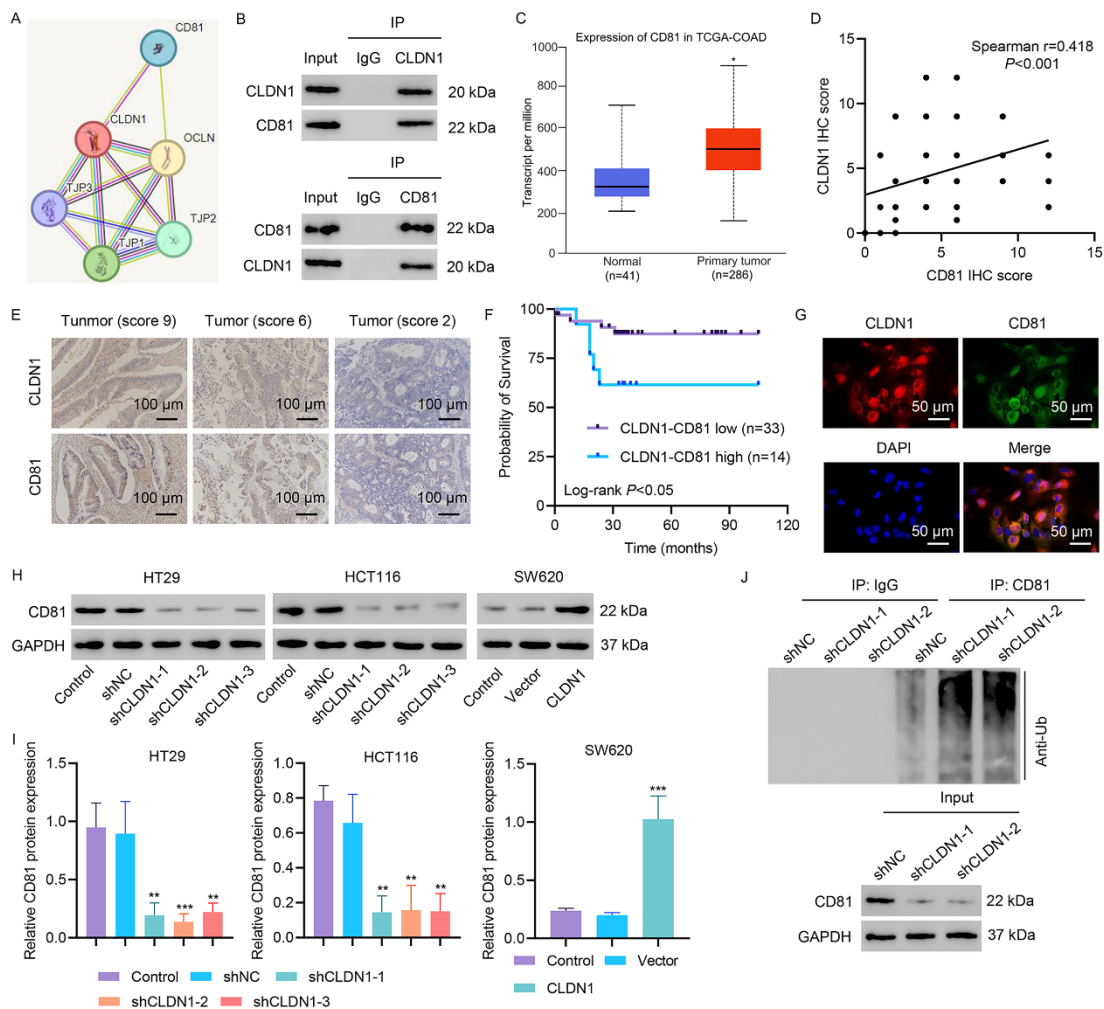 A
CD81
CLDN1
OCLN
TJP3
TJP2
TJP1
B
IP
Input IgG CLDN1
CLDN1 20 kDa
CD81 22 kDa
IP
Input IgG CD81
CD81 22 kDa
CLDN1 20 kDa
C
Expression of CD81 in TCGA-COAD
Transcript per million
1000
800
600
400
200
0
*
Normal
(n=41)
Primary tumor
(n=286)
D
Spearman r=0.418
P<0.001
CLDN1 IHC score
15
10
5
0
0 5 10 15
CD81 IHC score
E
Tunmor (score 9) Tumor (score 6) Tumor (score 2)
CLDN1
100 µm 100 µm 100 µm
CD81
100 µm 100 µm 100 µm
F
Probability of Survival
100
75
50
25
0
CLDN1-CD81 low (n=33)
CLDN1-CD81 high (n=14)
Log-rank P<0.05
0 30 60 90 120
Time (months)
G
CLDN1 CD81
50 µm 50 µm
DAPI Merge
50 µm 50 µm
H
HT29 HCT116 SW620
CD81 22 kDa
GAPDH 37 kDa
Control shNC shCLDN1-1 shCLDN1-2 shCLDN1-3
Control shNC shCLDN1-1 shCLDN1-2 shCLDN1-3
Control Vector CLDN1
I
HT29
Relative CD81 protein expression
1.5
1.0
0.5
0.0
** *** **
HCT116
Relative CD81 protein expression
1.0
0.8
0.6
0.4
0.2
0.0
** ** **
SW620
Relative CD81 protein expression
1.5
1.0
0.5
0.0
***
Control shNC shCLDN1-1
shCLDN1-2 shCLDN1-3
Control Vector
CLDN1
J
IP: IgG IP: CD81
shNC shCLDN1-1 shCLDN1-2 shNC shCLDN1-1 shCLDN1-2
Anti-Ub
Input
shNC shCLDN1-1 shCLDN1-2
CD81 22 kDa
GAPDH 37 kDa